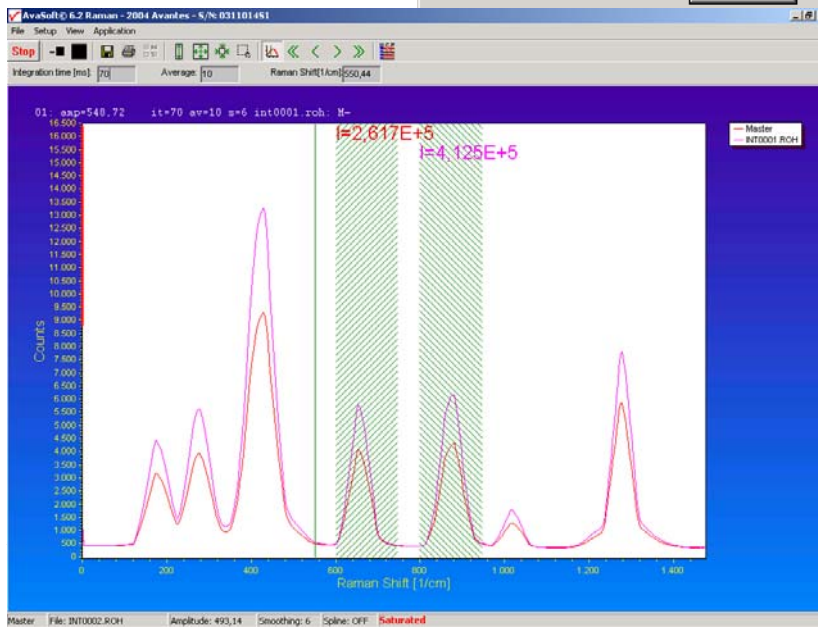 AvaSoft© 6.2 Raman - 2004 Avantes - S/N: 0311014S1
File Setup View Application
Stop
Integration time [ms]: 70 Average: 10 Raman Shift[1/cm] 550,44
01: amp=548,72 it=70 av=10 s=6 int0001.roh: M-
I=2,617E+5
I=4,125E+5
Master
INT0001.ROH
16.500
16.000
15.500
15.000
14.500
14.000
13.500
13.000
12.500
12.000
11.500
11.000
10.500
10.000
9.500
9.000
8.500
8.000
7.500
7.000
6.500
6.000
5.500
5.000
4.500
4.000
3.500
3.000
2.500
2.000
1.500
1.000
500
0
Counts
0 200 400 600 800 1.000 1.200 1.400
Raman Shift [1/cm]
Master File: INT0002.ROH Amplitude: 493,14 Smoothing: 6 Spline: OFF Saturated